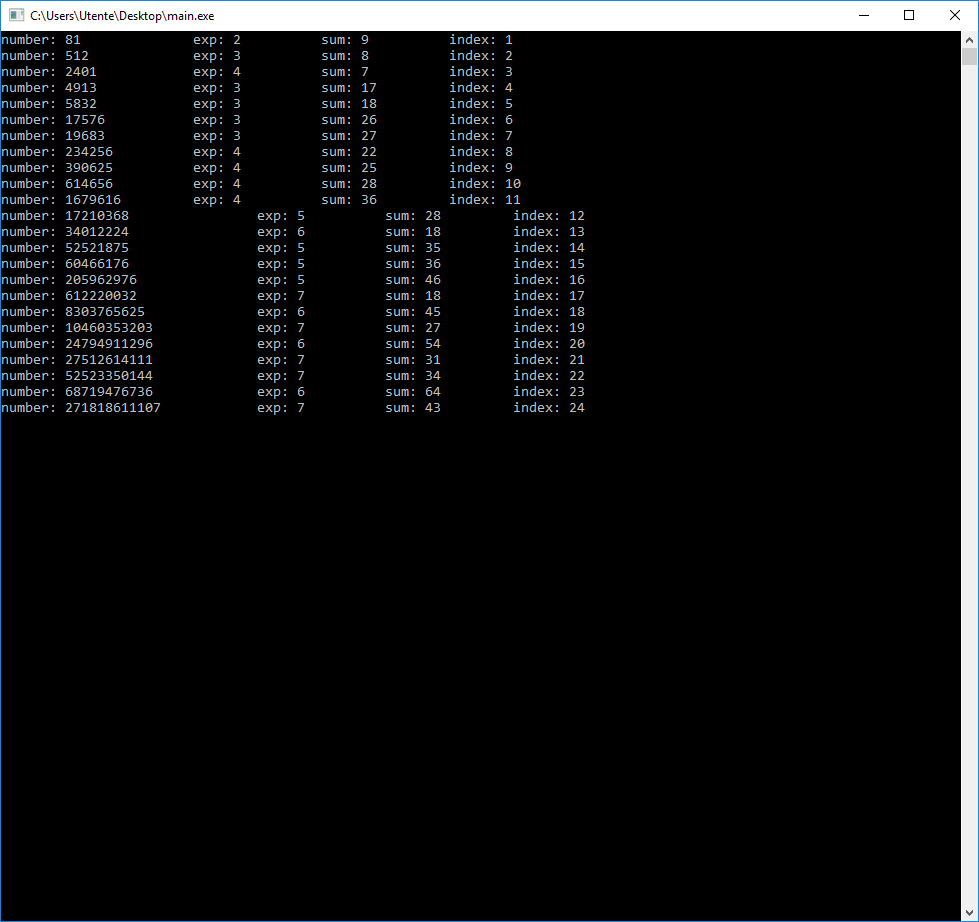 C:\Users\Utente\Desktop\main.exe
number: 81 exp: 2 sum: 9 index: 1
number: 512 exp: 3 sum: 8 index: 2
number: 2401 exp: 4 sum: 7 index: 3
number: 4913 exp: 3 sum: 17 index: 4
number: 5832 exp: 3 sum: 18 index: 5
number: 17576 exp: 3 sum: 26 index: 6
number: 19683 exp: 3 sum: 27 index: 7
number: 234256 exp: 4 sum: 22 index: 8
number: 390625 exp: 4 sum: 25 index: 9
number: 614656 exp: 4 sum: 28 index: 10
number: 1679616 exp: 4 sum: 36 index: 11
number: 17210368 exp: 5 sum: 28 index: 12
number: 34012224 exp: 6 sum: 18 index: 13
number: 52521875 exp: 5 sum: 35 index: 14
number: 60466176 exp: 5 sum: 36 index: 15
number: 205962976 exp: 5 sum: 46 index: 16
number: 612220032 exp: 7 sum: 18 index: 17
number: 8303765625 exp: 6 sum: 45 index: 18
number: 10460353203 exp: 7 sum: 27 index: 19
number: 24794911296 exp: 6 sum: 54 index: 20
number: 27512614111 exp: 7 sum: 31 index: 21
number: 52523350144 exp: 7 sum: 34 index: 22
number: 68719476736 exp: 6 sum: 64 index: 23
number: 271818611107 exp: 7 sum: 43 index: 24